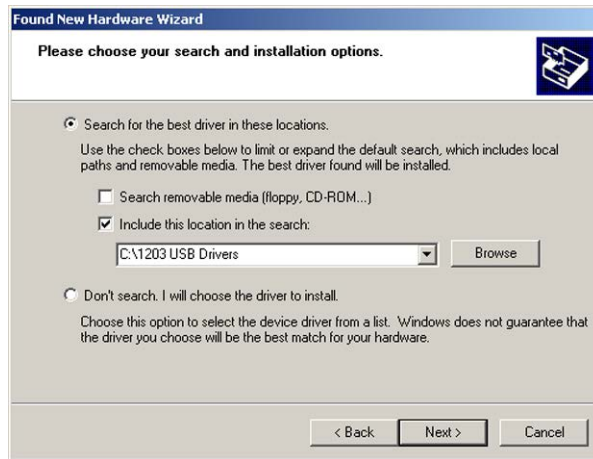 Found New Hardware Wizard
Please choose your search and installation options.
Search for the best driver in these locations.
Use the check boxes below to limit or expand the default search, which includes local
paths and removable media. The best driver found will be installed.
Search removable media (floppy, CD-ROM...)
Include this location in the search:
C:\1203 USB Drivers
Browse
Don't search. I will choose the driver to install.
Choose this option to select the device driver from a list. Windows does not guarantee that
the driver you choose will be the best match for your hardware.
< Back
Next >
Cancel